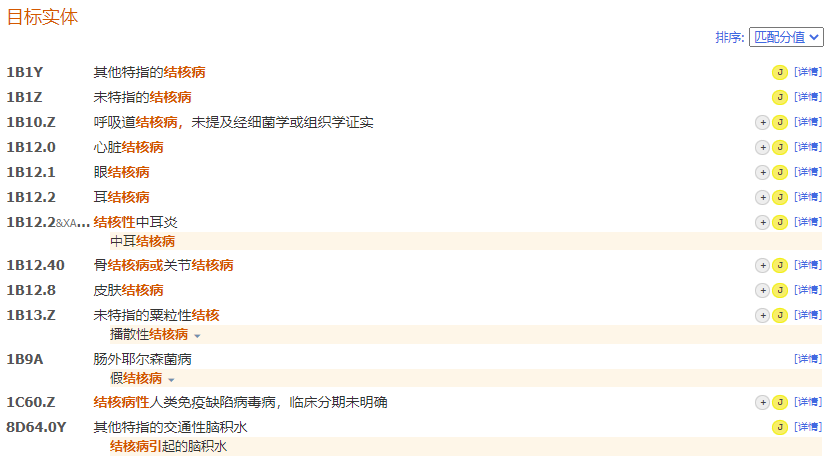 目标实体
排序: 匹配分值
1B1Y 其他特指的结核病 J [详情]
1B1Z 未特指的结核病 J [详情]
1B10.Z 呼吸道结核病，未提及经细菌学或组织学证实 + J [详情]
1B12.0 心脏结核病 + J [详情]
1B12.1 眼结核病 + J [详情]
1B12.2 耳结核病 + J [详情]
1B12.2&XA... 结核性中耳炎 + J [详情]
中耳结核病
1B12.40 骨结核病或关节结核病 + J [详情]
1B12.8 皮肤结核病 + J [详情]
1B13.Z 未特指的粟粒性结核 + J [详情]
播散性结核病
1B9A 肠外耶尔森菌病 [详情]
假结核病
1C60.Z 结核病性人类免疫缺陷病毒病，临床分期未明确 + J [详情]
8D64.0Y 其他特指的交通性脑积水 J [详情]
结核病引起的脑积水